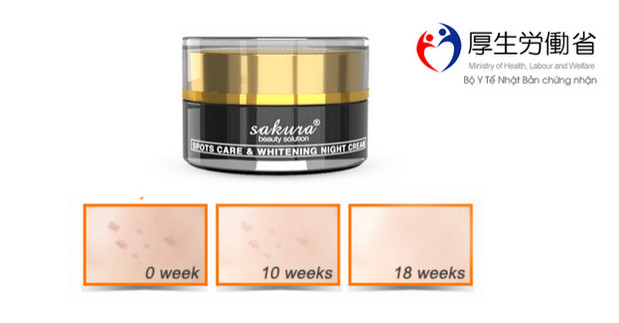 厚生労働省
Ministry of Health, Labour and Welfare
Bộ Y Tế Nhật Bản chứng nhận
sakura®
beauty solution
SPOTS CARE & WHITENING NIGHT CREAM
0 week
10 weeks
18 weeks